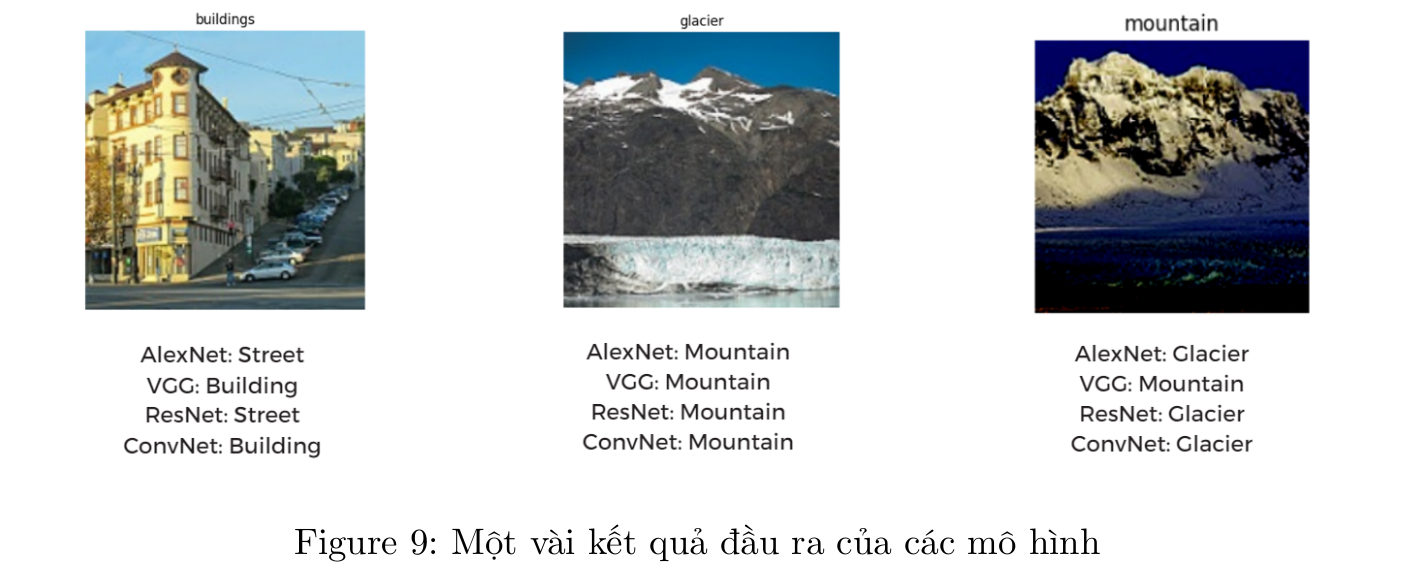 buildings
AlexNet: Street
VGG: Building
ResNet: Street
ConvNet: Building
glacier
AlexNet: Mountain
VGG: Mountain
ResNet: Mountain
ConvNet: Mountain
mountain
AlexNet: Glacier
VGG: Mountain
ResNet: Glacier
ConvNet: Glacier
Figure 9: Một vài kết quả đầu ra của các mô hình